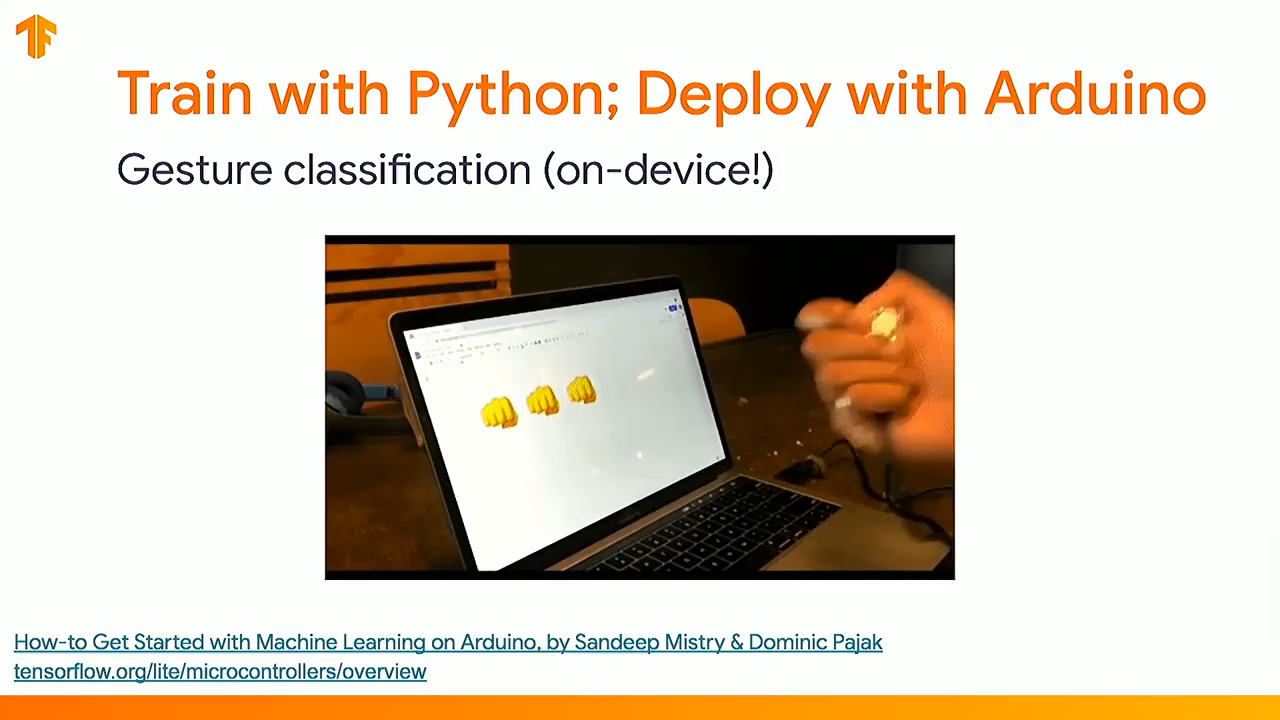 Train with Python; Deploy with Arduino
Gesture classification (on-device!)
How-to Get Started with Machine Learning on Arduino, by Sandeep Mistry & Dominic Pajak
tensorflow.org/lite/microcontrollers/overview